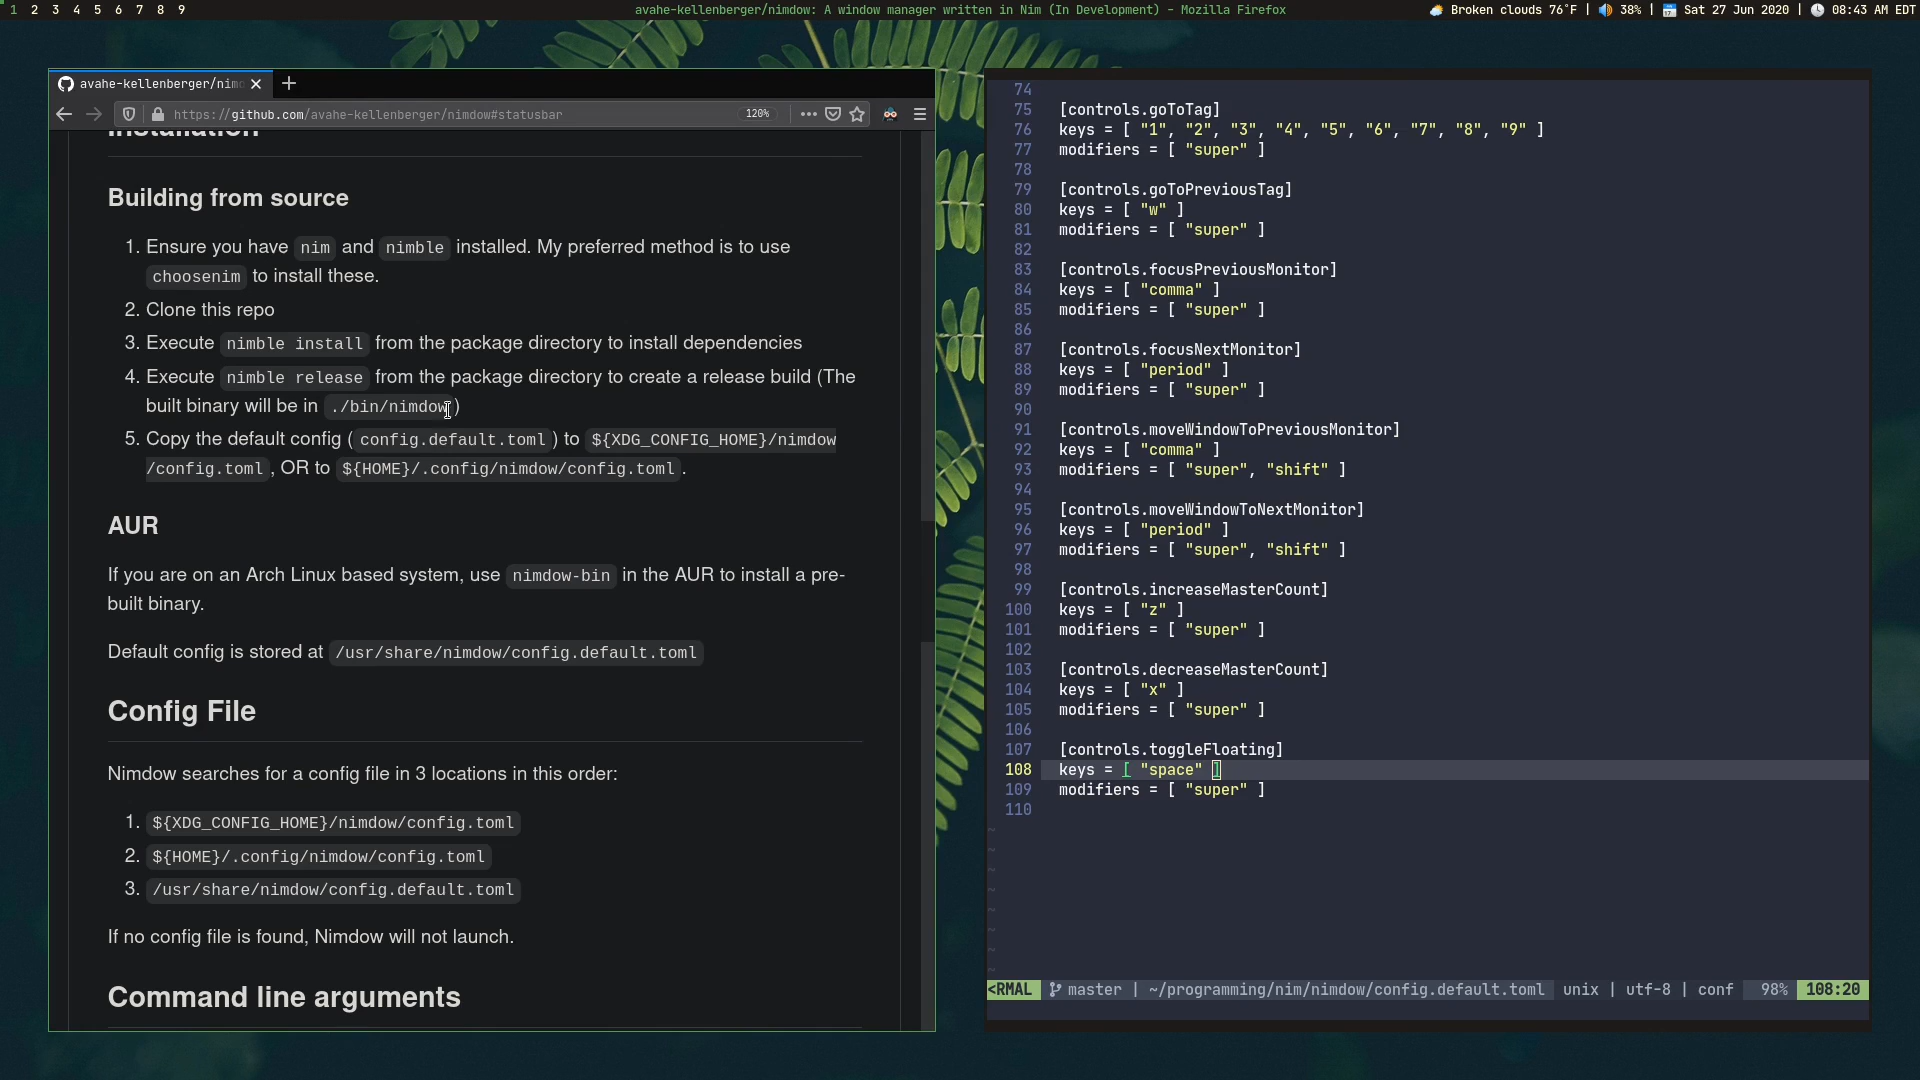 1 2 3 4 5 6 7 8 9
avahe-kellenberger/nimdow: A window manager written in Nim (In Development) - Mozilla Firefox
Broken clouds 76°F | 38% | Sat 27 Jun 2020 | 08:43 AM EDT
avahe-kellenberger/nimd
https://github.com/avahe-kellenberger/nimdow#statusbar
120%
Installation
Building from source
1. Ensure you have nim and nimble installed. My preferred method is to use
choosenim to install these.
2. Clone this repo
3. Execute nimble install from the package directory to install dependencies
4. Execute nimble release from the package directory to create a release build (The
built binary will be in ./bin/nimdow )
5. Copy the default config ( config.default.toml ) to ${XDG_CONFIG_HOME}/nimdow
/config.toml , OR to ${HOME}/.config/nimdow/config.toml .
AUR
If you are on an Arch Linux based system, use nimdow-bin in the AUR to install a pre-
built binary.
Default config is stored at /usr/share/nimdow/config.default.toml
Config File
Nimdow searches for a config file in 3 locations in this order:
1. ${XDG_CONFIG_HOME}/nimdow/config.toml
2. ${HOME}/.config/nimdow/config.toml
3. /usr/share/nimdow/config.default.toml
If no config file is found, Nimdow will not launch.
Command line arguments
74
75 [controls.goToTag]
76 keys = [ "1", "2", "3", "4", "5", "6", "7", "8", "9" ]
77 modifiers = [ "super" ]
78
79 [controls.goToPreviousTag]
80 keys = [ "w" ]
81 modifiers = [ "super" ]
82
83 [controls.focusPreviousMonitor]
84 keys = [ "comma" ]
85 modifiers = [ "super" ]
86
87 [controls.focusNextMonitor]
88 keys = [ "period" ]
89 modifiers = [ "super" ]
90
91 [controls.moveWindowToPreviousMonitor]
92 keys = [ "comma" ]
93 modifiers = [ "super", "shift" ]
94
95 [controls.moveWindowToNextMonitor]
96 keys = [ "period" ]
97 modifiers = [ "super", "shift" ]
98
99 [controls.increaseMasterCount]
100 keys = [ "z" ]
101 modifiers = [ "super" ]
102
103 [controls.decreaseMasterCount]
104 keys = [ "x" ]
105 modifiers = [ "super" ]
106
107 [controls.toggleFloating]
108 keys = [ "space" ]
109 modifiers = [ "super" ]
110
~
~
~
~
~
~
~
~
<RMAL master | ~/programming/nim/nimdow/config.default.toml unix | utf-8 | conf 98% 108:20